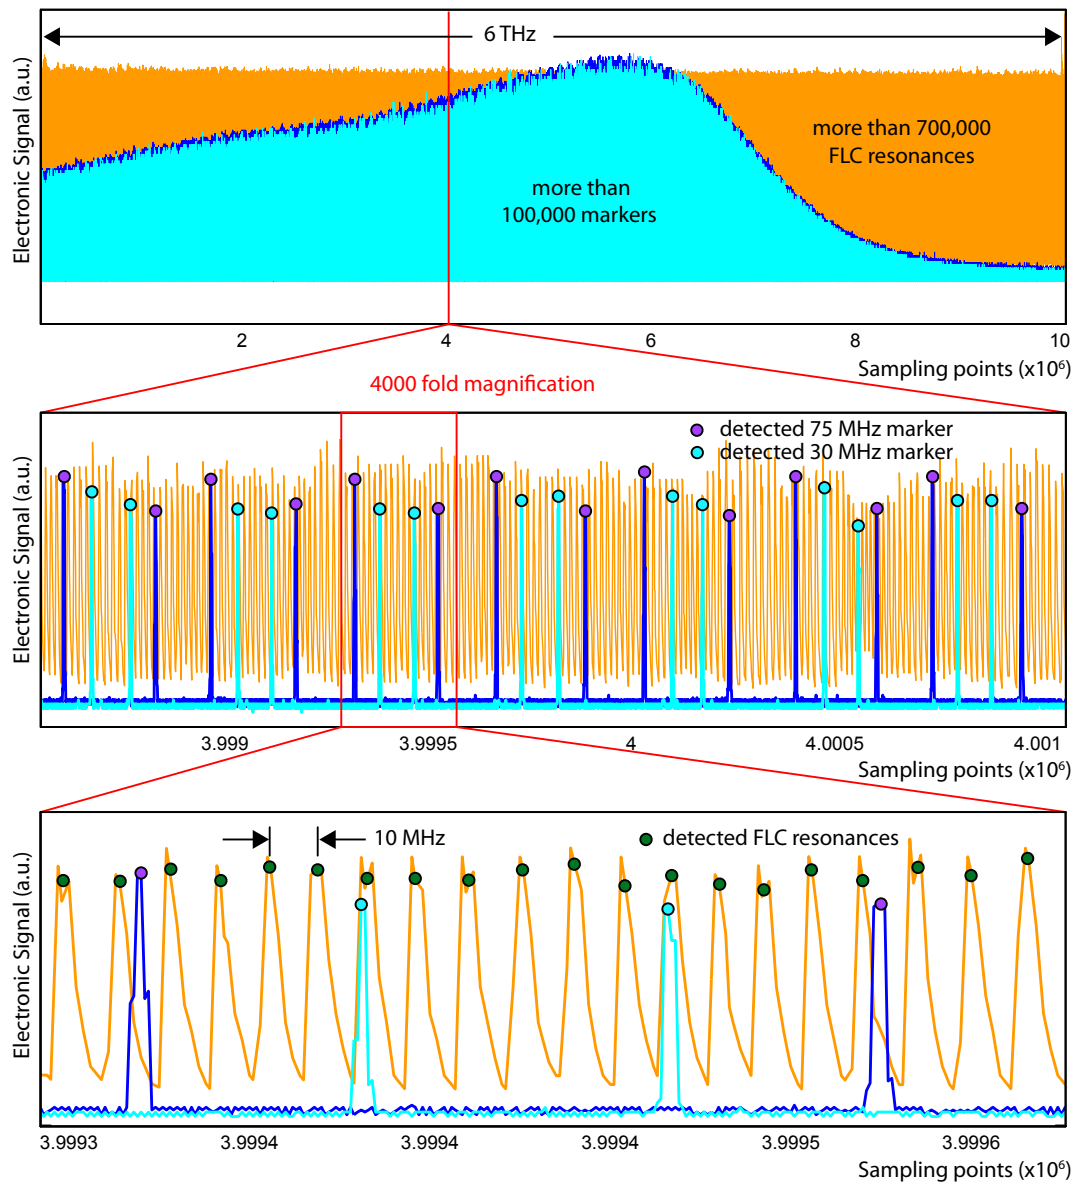 6 THz
Electronic Signal (a.u.)
more than 700,000
FLC resonances
more than
100,000 markers
2 4 6 8 10
Sampling points (x10⁶)
4000 fold magnification
detected 75 MHz marker
detected 30 MHz marker
Electronic Signal (a.u.)
3.999 3.9995 4 4.0005 4.001
Sampling points (x10⁶)
10 MHz
detected FLC resonances
Electronic Signal (a.u.)
3.9993 3.9994 3.9994 3.9994 3.9995 3.9996
Sampling points (x10⁶)